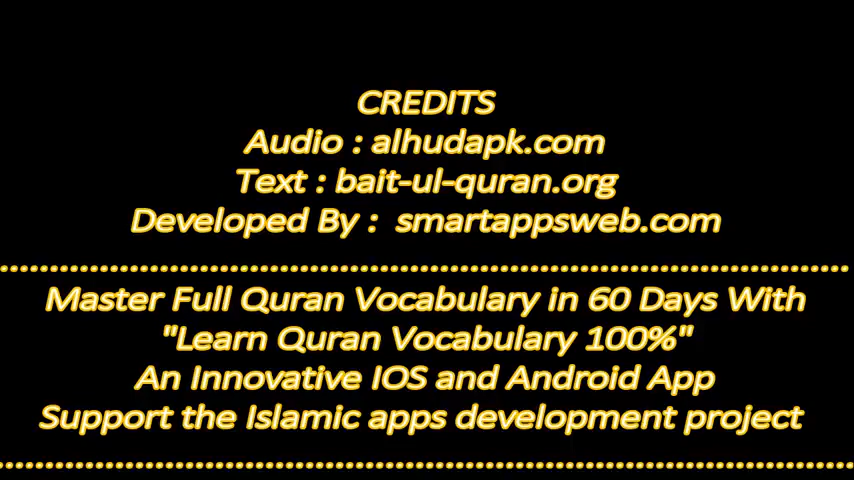 CREDITS
Audio : alhudapk.com
Text : bait-ul-quran.org
Developed By :  smartappsweb.com
Master Full Quran Vocabulary in 60 Days With
"Learn Quran Vocabulary 100%"
An Innovative IOS and Android App
Support the Islamic apps development project